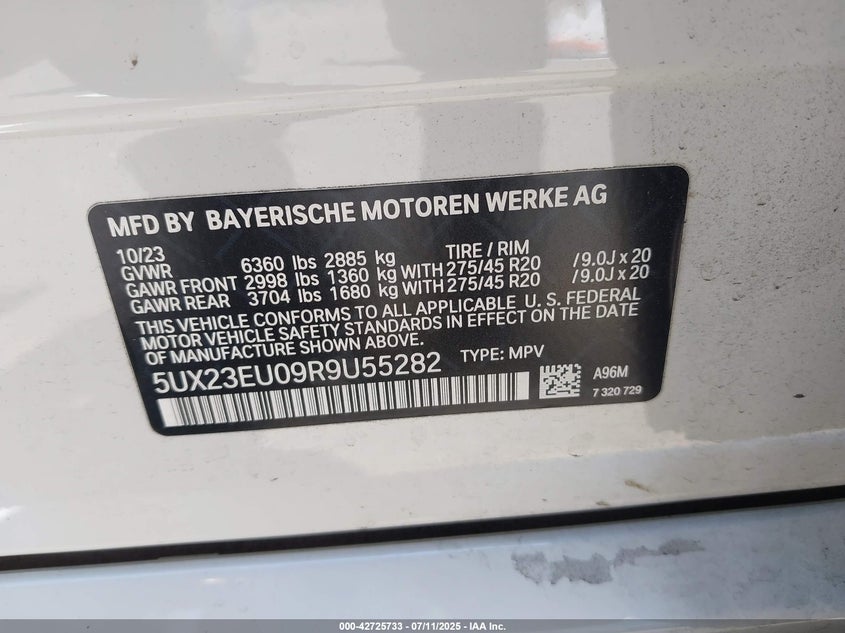 MFD BY BAYERISCHE MOTOREN WERKE AG
10/23 TIRE / RIM
GVWR 6360 lbs 2885 kg
GAWR FRONT 2998 lbs 1360 kg WITH 275/45 R20 /9.0J x 20
GAWR REAR 3704 lbs 1680 kg WITH 275/45 R20 /9.0J x 20
THIS VEHICLE CONFORMS TO ALL APPLICABLE U. S. FEDERAL
MOTOR VEHICLE SAFETY STANDARDS IN EFFECT ON THE DATE
OF MANUFACTURE SHOWN ABOVE.
5UX23EU09R9U55282 TYPE: MPV
A96M
7 320 729
000-42725733 - 07/11/2025 - IAA Inc.